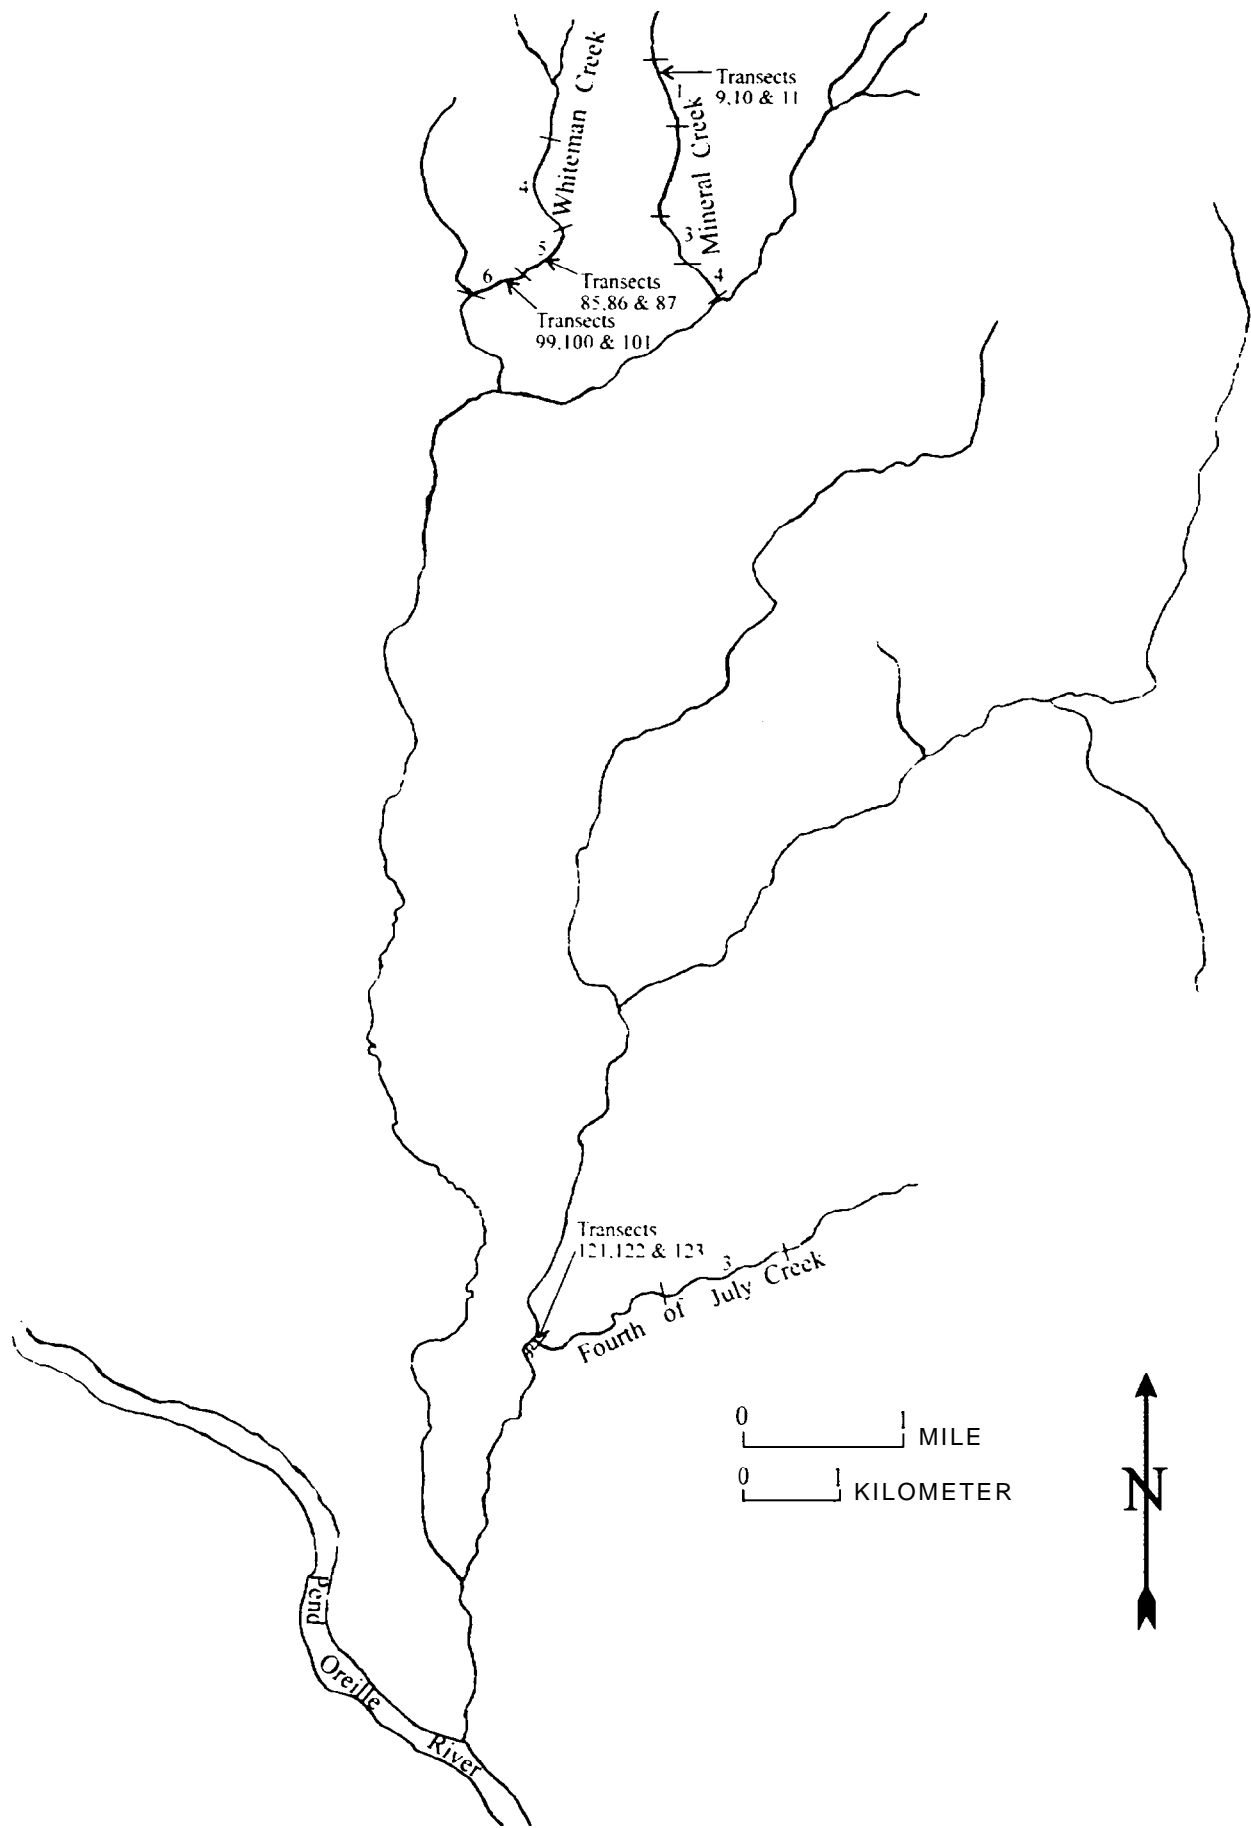 Whiteman Creek
Transects
9,10 & 11
1
Mineral Creek
4
3
5
6
4
Transects
85,86 & 87
Transects
99,100 & 101
Transects
121,122 & 123
3
Fourth of July Creek
0 1 MILE
0 1 KILOMETER
N
Pend
Oreille
River